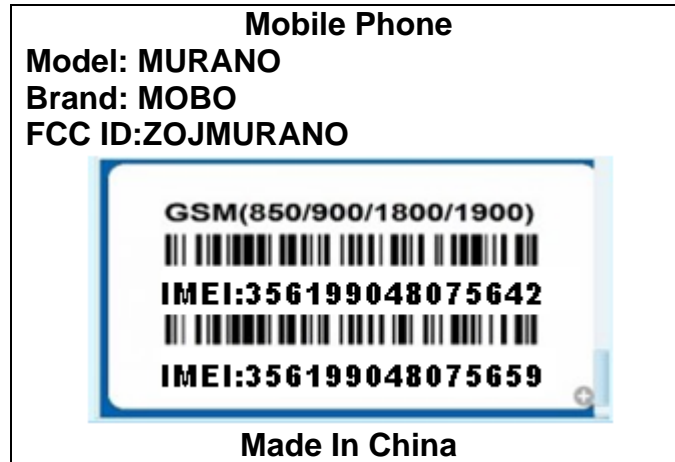 Mobile Phone
Model: MURANO
Brand: MOBO
FCC ID:ZOJMURANO
GSM(850/900/1800/1900)
IMEI:356199048075642
IMEI:356199048075659
Made In China